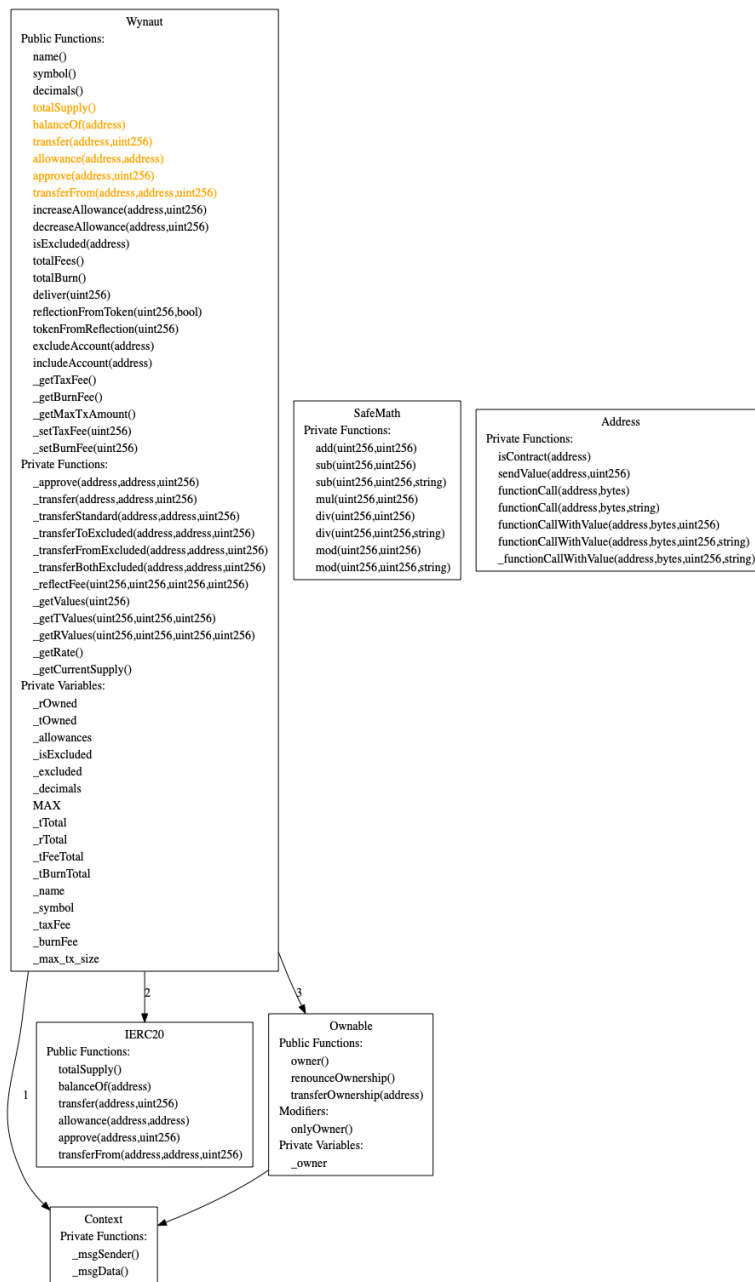 Wynaut
Public Functions:
name()
symbol()
decimals()
totalSupply()
balanceOf(address)
transfer(address,uint256)
allowance(address,address)
approve(address,uint256)
transferFrom(address,address,uint256)
increaseAllowance(address,uint256)
decreaseAllowance(address,uint256)
isExcluded(address)
totalFees()
totalBurn()
deliver(uint256)
reflectionFromToken(uint256,bool)
tokenFromReflection(uint256)
excludeAccount(address)
includeAccount(address)
_getTaxFee()
_getBurnFee()
_getMaxTxAmount()
_setTaxFee(uint256)
_setBurnFee(uint256)
Private Functions:
_approve(address,address,uint256)
_transfer(address,address,uint256)
_transferStandard(address,address,uint256)
_transferToExcluded(address,address,uint256)
_transferFromExcluded(address,address,uint256)
_transferBothExcluded(address,address,uint256)
_reflectFee(uint256,uint256,uint256,uint256)
_getValues(uint256)
_getTValues(uint256,uint256,uint256)
_getRValues(uint256,uint256,uint256,uint256)
_getRate()
_getCurrentSupply()
Private Variables:
_rOwned
_tOwned
_allowances
_isExcluded
_excluded
_decimals
MAX
_tTotal
_rTotal
_tFeeTotal
_tBurnTotal
_name
_symbol
_taxFee
_burnFee
_max_tx_size
SafeMath
Private Functions:
add(uint256,uint256)
sub(uint256,uint256)
sub(uint256,uint256,string)
mul(uint256,uint256)
div(uint256,uint256)
div(uint256,uint256,string)
mod(uint256,uint256)
mod(uint256,uint256,string)
Address
Private Functions:
isContract(address)
sendValue(address,uint256)
functionCall(address,bytes)
functionCall(address,bytes,string)
functionCallWithValue(address,bytes,uint256)
functionCallWithValue(address,bytes,uint256,string)
_functionCallWithValue(address,bytes,uint256,string)
1
2
3
IERC20
Public Functions:
totalSupply()
balanceOf(address)
transfer(address,uint256)
allowance(address,address)
approve(address,uint256)
transferFrom(address,address,uint256)
Ownable
Public Functions:
owner()
renounceOwnership()
transferOwnership(address)
Modifiers:
onlyOwner()
Private Variables:
_owner
Context
Private Functions:
_msgSender()
_msgData()